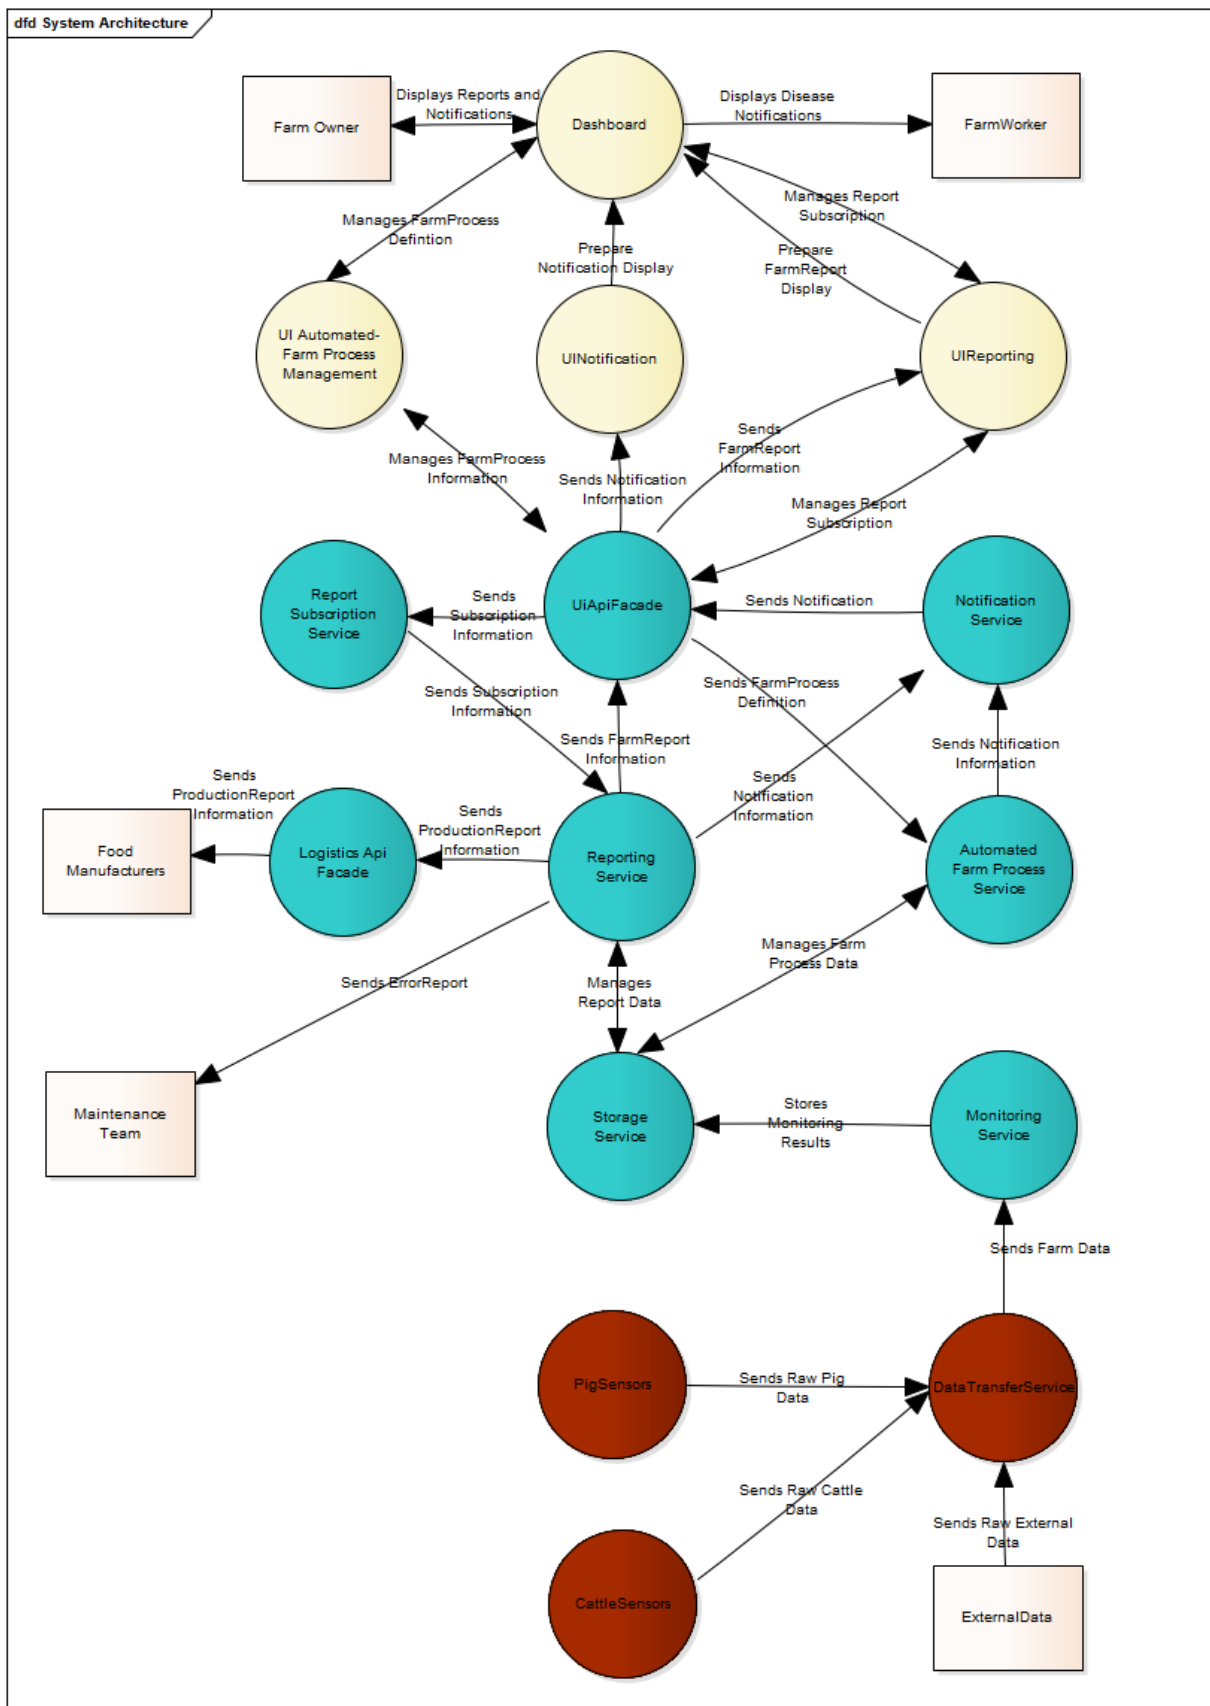 dfd System Architecture
Farm Owner
Displays Reports and
Notifications
Dashboard
Displays Disease
Notifications
FarmWorker
Manages FarmProcess
Defintion
Prepare
Notification Display
Manages Report
Subscription
Prepare
FarmReport
Display
UI Automated-
Farm Process
Management
UINotification
UIReporting
Manages FarmProcess
Information
Sends Notification
Information
Sends
FarmReport
Information
Manages Report
Subscription
Report
Subscription
Service
Sends
Subscription
Information
UiApiFacade
Sends Notification
Notification
Service
Sends Subscription
Information
Sends FarmReport
Information
Sends FarmProcess
Definition
Sends
Notification
Information
Sends Notification
Information
Sends
ProductionReport
Information
Food
Manufacturers
Logistics Api
Facade
Sends
ProductionReport
Information
Reporting
Service
Automated
Farm Process
Service
Sends ErrorReport
Manages
Report Data
Manages Farm
Process Data
Maintenance
Team
Storage
Service
Stores
Monitoring
Results
Monitoring
Service
Sends Farm Data
PigSensors
Sends Raw Pig
Data
DataTransferService
Sends Raw Cattle
Data
Sends Raw External
Data
CattleSensors
ExternalData